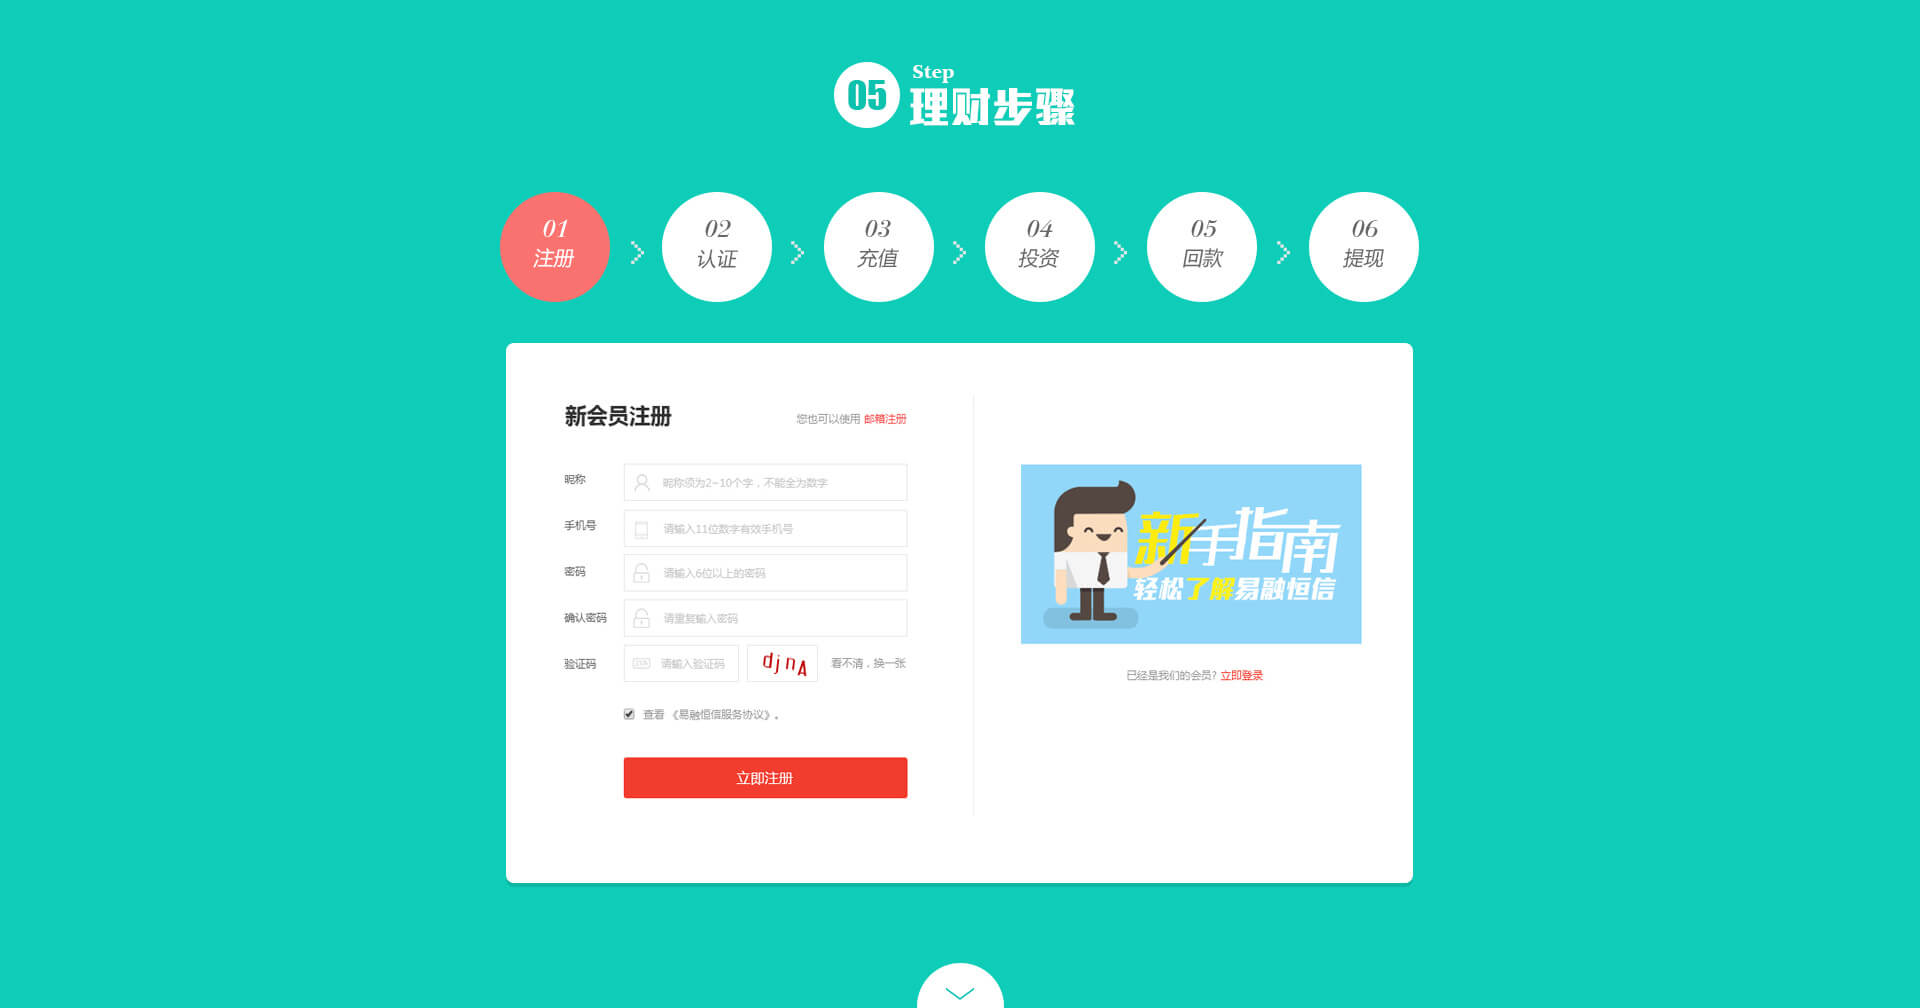 05
Step
理财步骤
01
注册
02
认证
03
充值
04
投资
05
回款
06
提现
新会员注册
您也可以使用 邮箱注册
昵称
昵称须为2~10个字，不能全为数字
手机号
请输入11位数字有效手机号
密码
请输入6位以上的密码
确认密码
请重复输入密码
验证码
请输入验证码
djnA
看不清，换一张
查看 《易融恒信服务协议》。
立即注册
新手指南
轻松了解易融恒信
已经是我们的会员? 立即登录